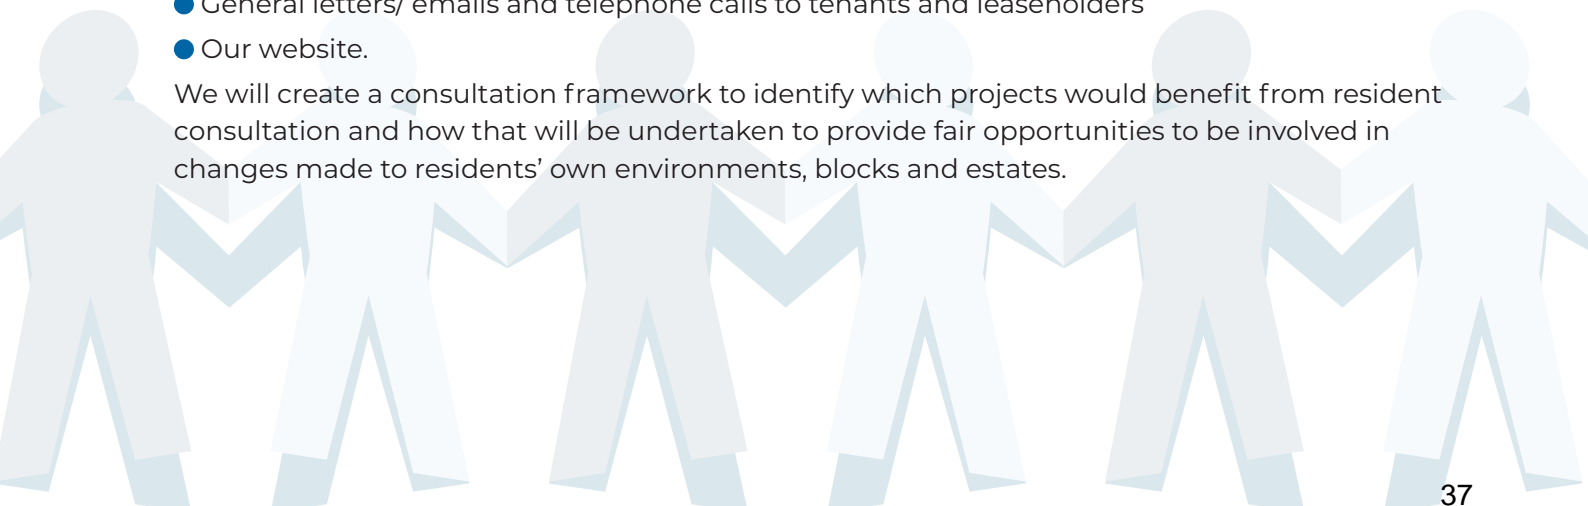 ● General letters/ emails and telephone calls to tenants and leaseholders
● Our website.
We will create a consultation framework to identify which projects would benefit from resident
consultation and how that will be undertaken to provide fair opportunities to be involved in
changes made to residents’ own environments, blocks and estates.
37